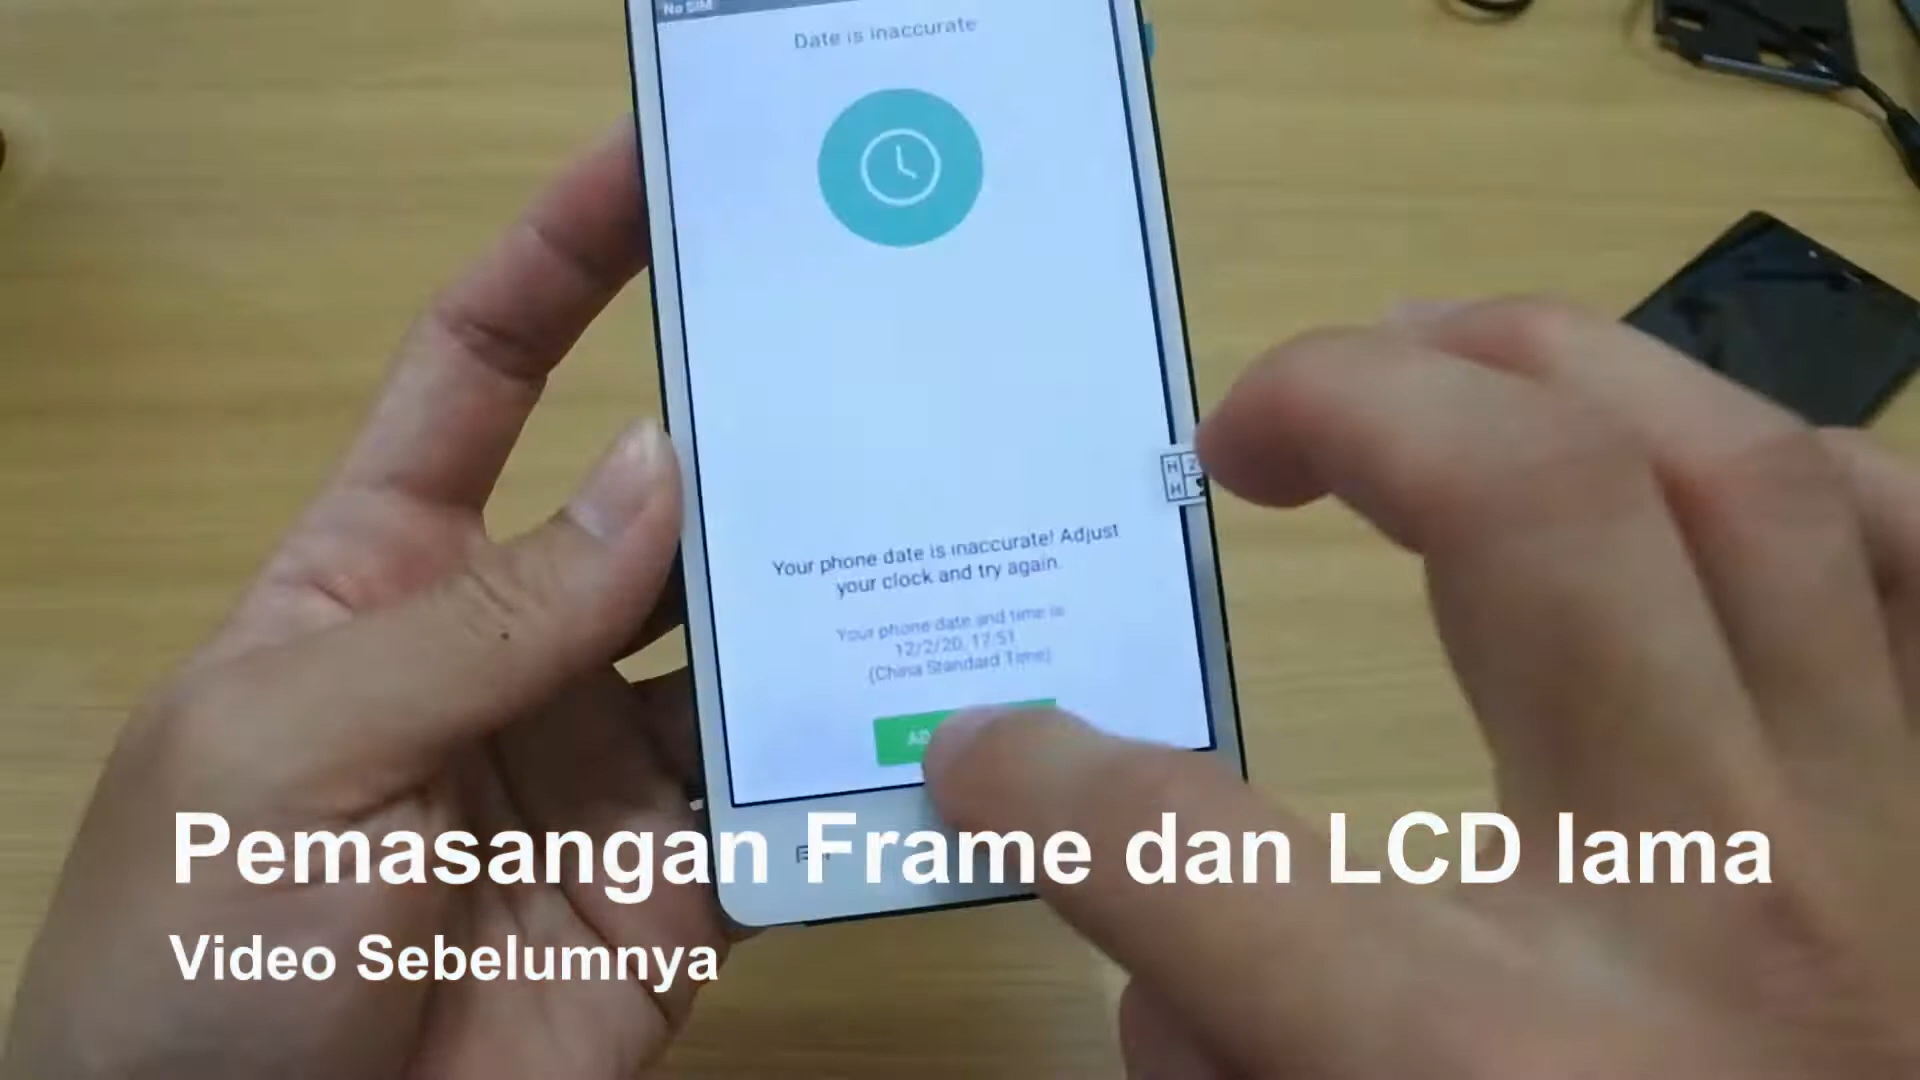 No SIM
Date is inaccurate
H
H
Your phone date is inaccurate! Adjust
your clock and try again.
Your phone date and time is
12/2/20, 17:51
(China Standard Time)
Pemasangan Frame dan LCD lama
Video Sebelumnya